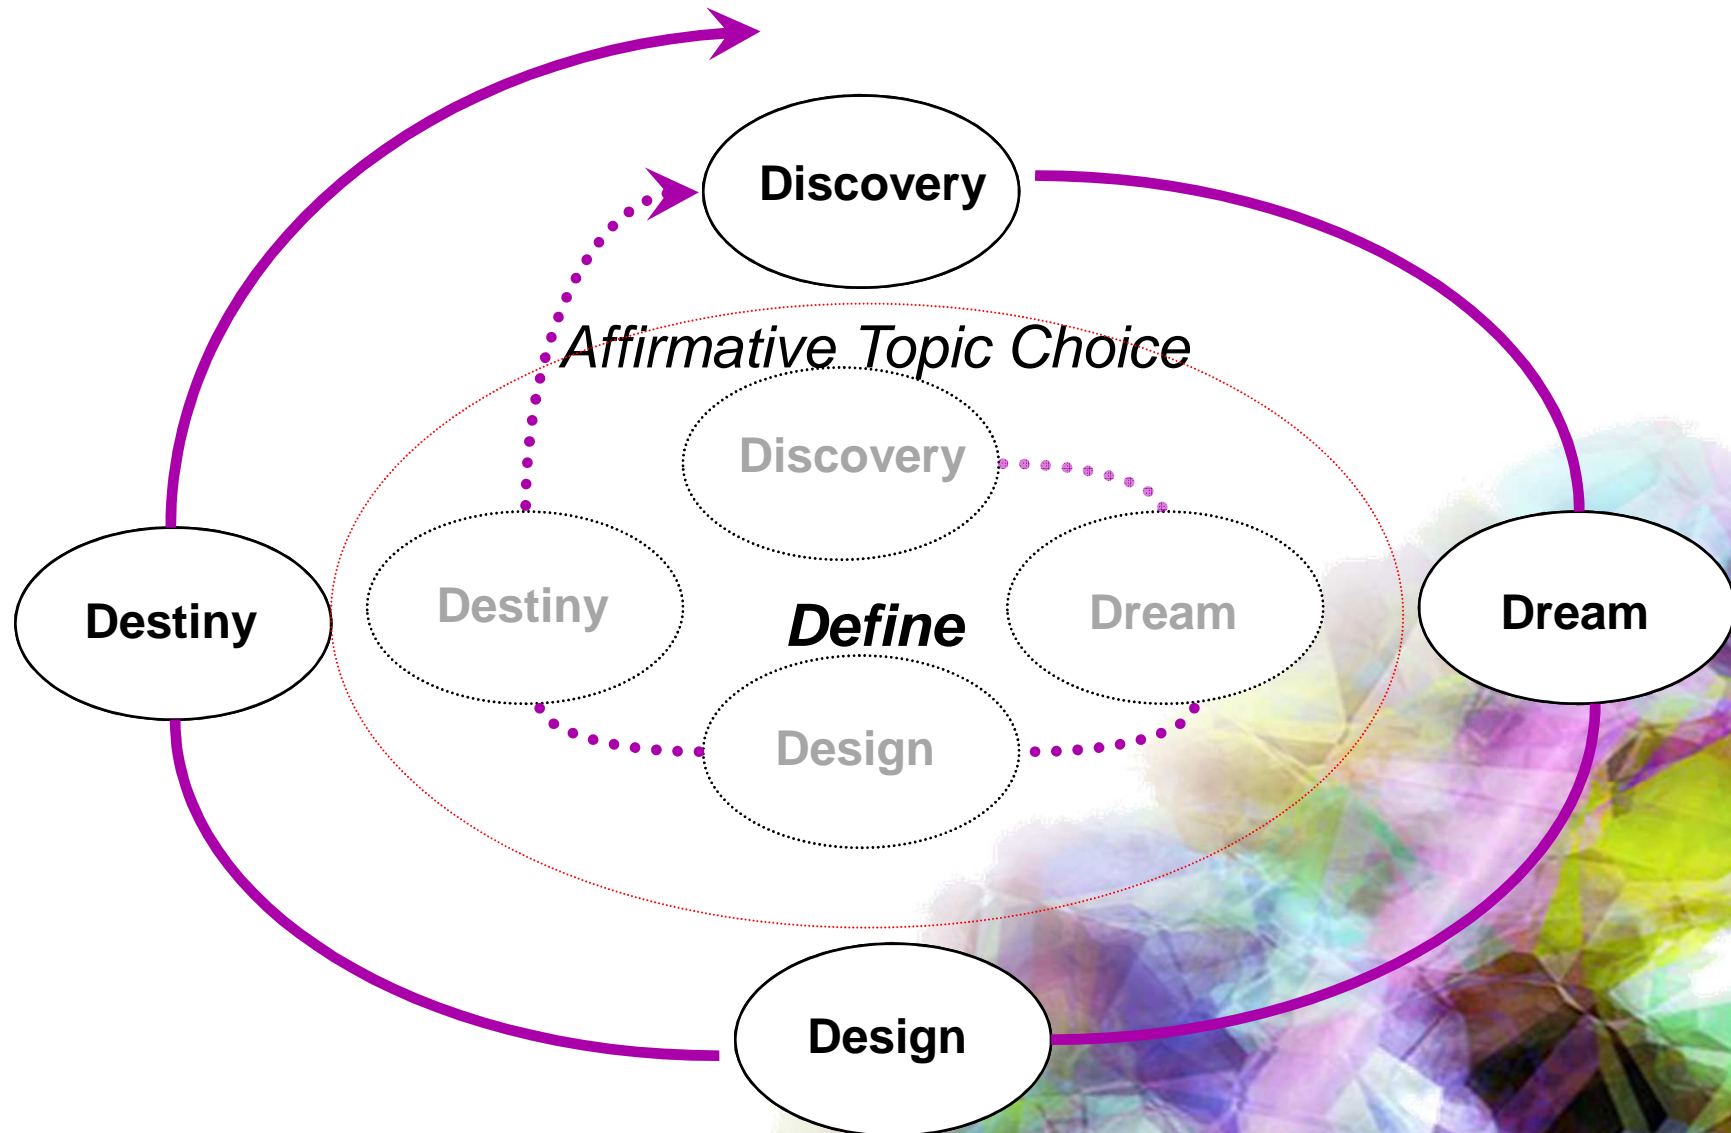 Discovery
Affirmative Topic Choice
Discovery
Destiny
Destiny
Define
Dream
Dream
Design
Design